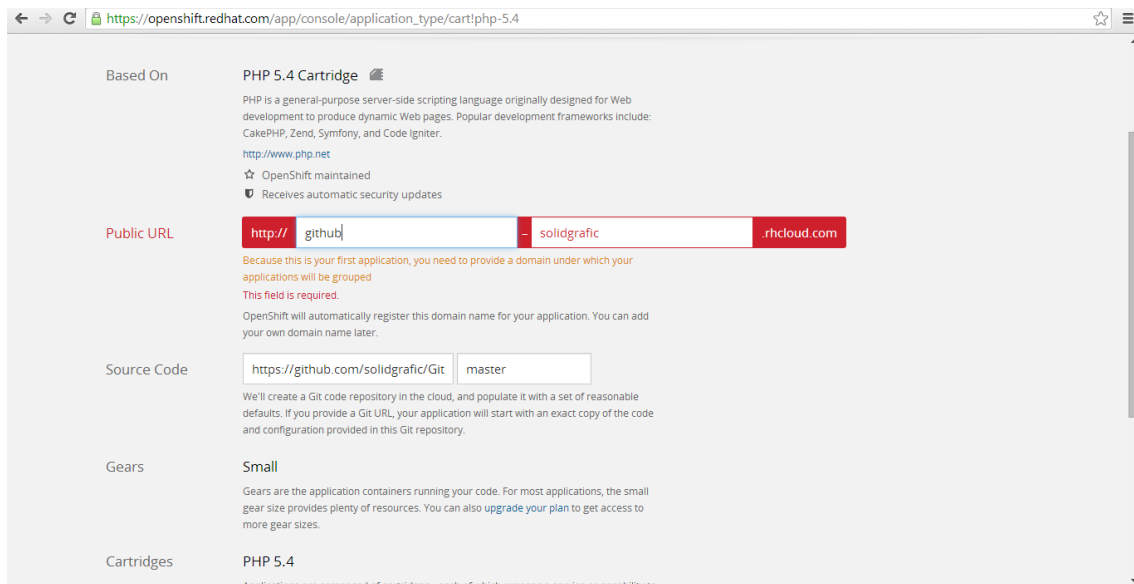 https://openshift.redhat.com/app/console/application_type/cart!php-5.4
Based On
PHP 5.4 Cartridge
PHP is a general-purpose server-side scripting language originally designed for Web
development to produce dynamic Web pages. Popular development frameworks include:
CakePHP, Zend, Symfony, and Code Igniter.
http://www.php.net
OpenShift maintained
Receives automatic security updates
Public URL
http:// github – solidgrafic .rhcloud.com
Because this is your first application, you need to provide a domain under which your
applications will be grouped
This field is required.
OpenShift will automatically register this domain name for your application. You can add
your own domain name later.
Source Code
https://github.com/solidgrafic/Git master
We'll create a Git code repository in the cloud, and populate it with a set of reasonable
defaults. If you provide a Git URL, your application will start with an exact copy of the code
and configuration provided in this Git repository.
Gears
Small
Gears are the application containers running your code. For most applications, the small
gear size provides plenty of resources. You can also upgrade your plan to get access to
more gear sizes.
Cartridges
PHP 5.4